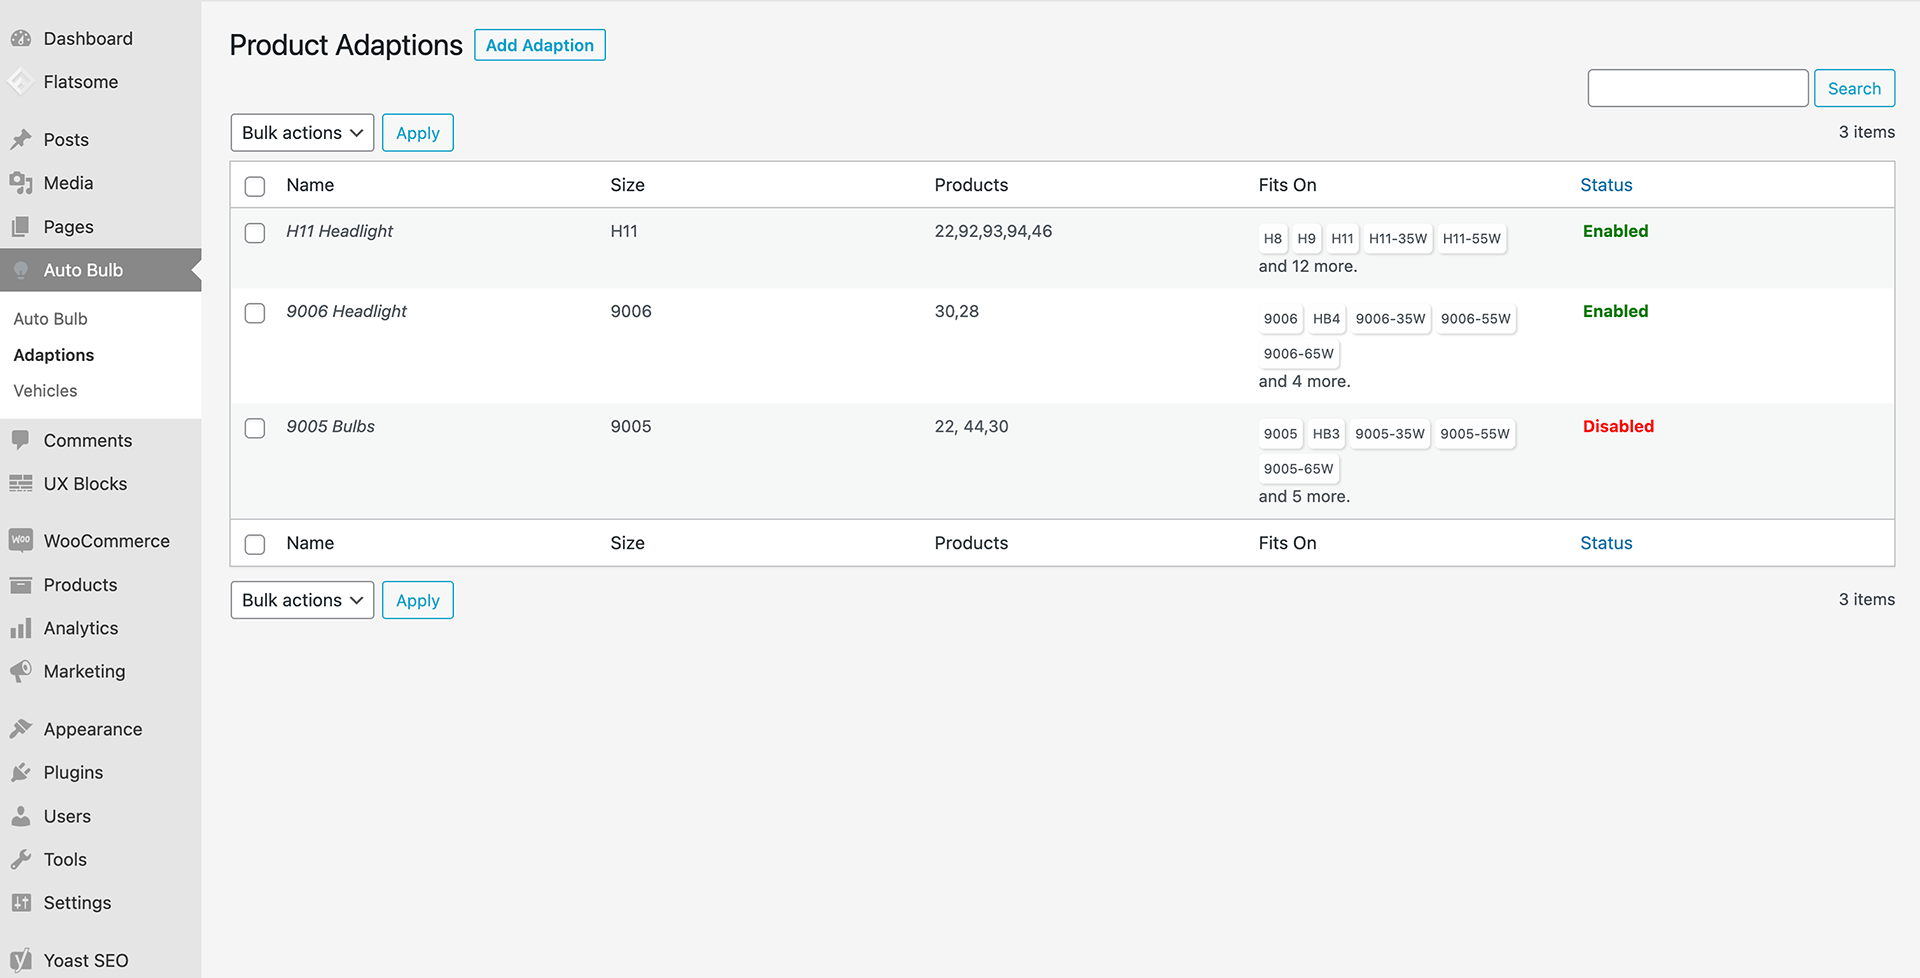 Dashboard
Flatsome
Posts
Media
Pages
Auto Bulb
Auto Bulb
Adaptions
Vehicles
Comments
UX Blocks
WOO WooCommerce
Products
Analytics
Marketing
Appearance
Plugins
Users
Tools
Settings
Yoast SEO
Product Adaptions Add Adaption
Search
Bulk actions Apply 3 items
Name Size Products Fits On Status
H11 Headlight H11 22,92,93,94,46 H8 H9 H11 H11-35W H11-55W Enabled
and 12 more.
9006 Headlight 9006 30,28 9006 HB4 9006-35W 9006-55W Enabled
9006-65W
and 4 more.
9005 Bulbs 9005 22, 44,30 9005 HB3 9005-35W 9005-55W Disabled
9005-65W
and 5 more.
Name Size Products Fits On Status
Bulk actions Apply 3 items